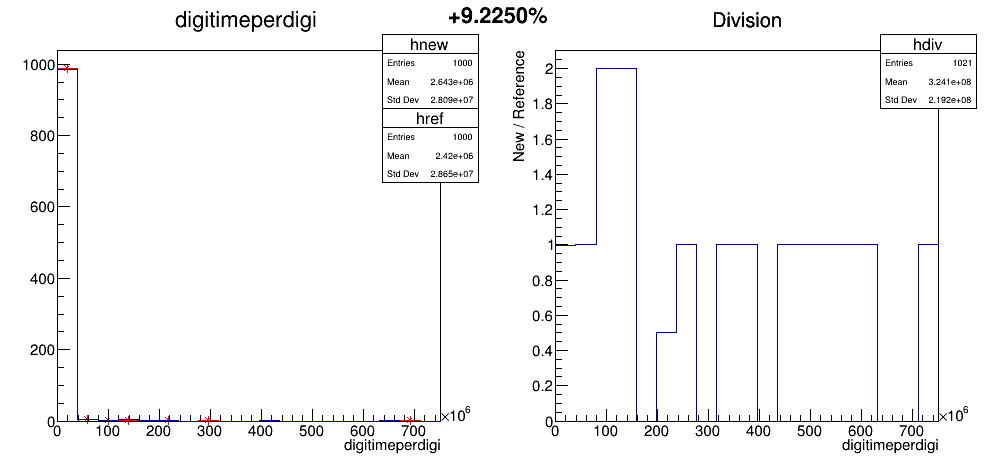 +9.2250%
digitimeperdigi
hnew
Entries 1000
Mean 2.643e+06
Std Dev 2.809e+07
href
Entries 1000
Mean 2.42e+06
Std Dev 2.865e+07
1000
800
600
400
200
0
0 100 200 300 400 500 600 700
×10⁶
digitimeperdigi
Division
hdiv
Entries 1021
Mean 3.241e+08
Std Dev 2.192e+08
New / Reference
2
1.8
1.6
1.4
1.2
1
0.8
0.6
0.4
0.2
0
0 100 200 300 400 500 600 700
×10⁶
digitimeperdigi